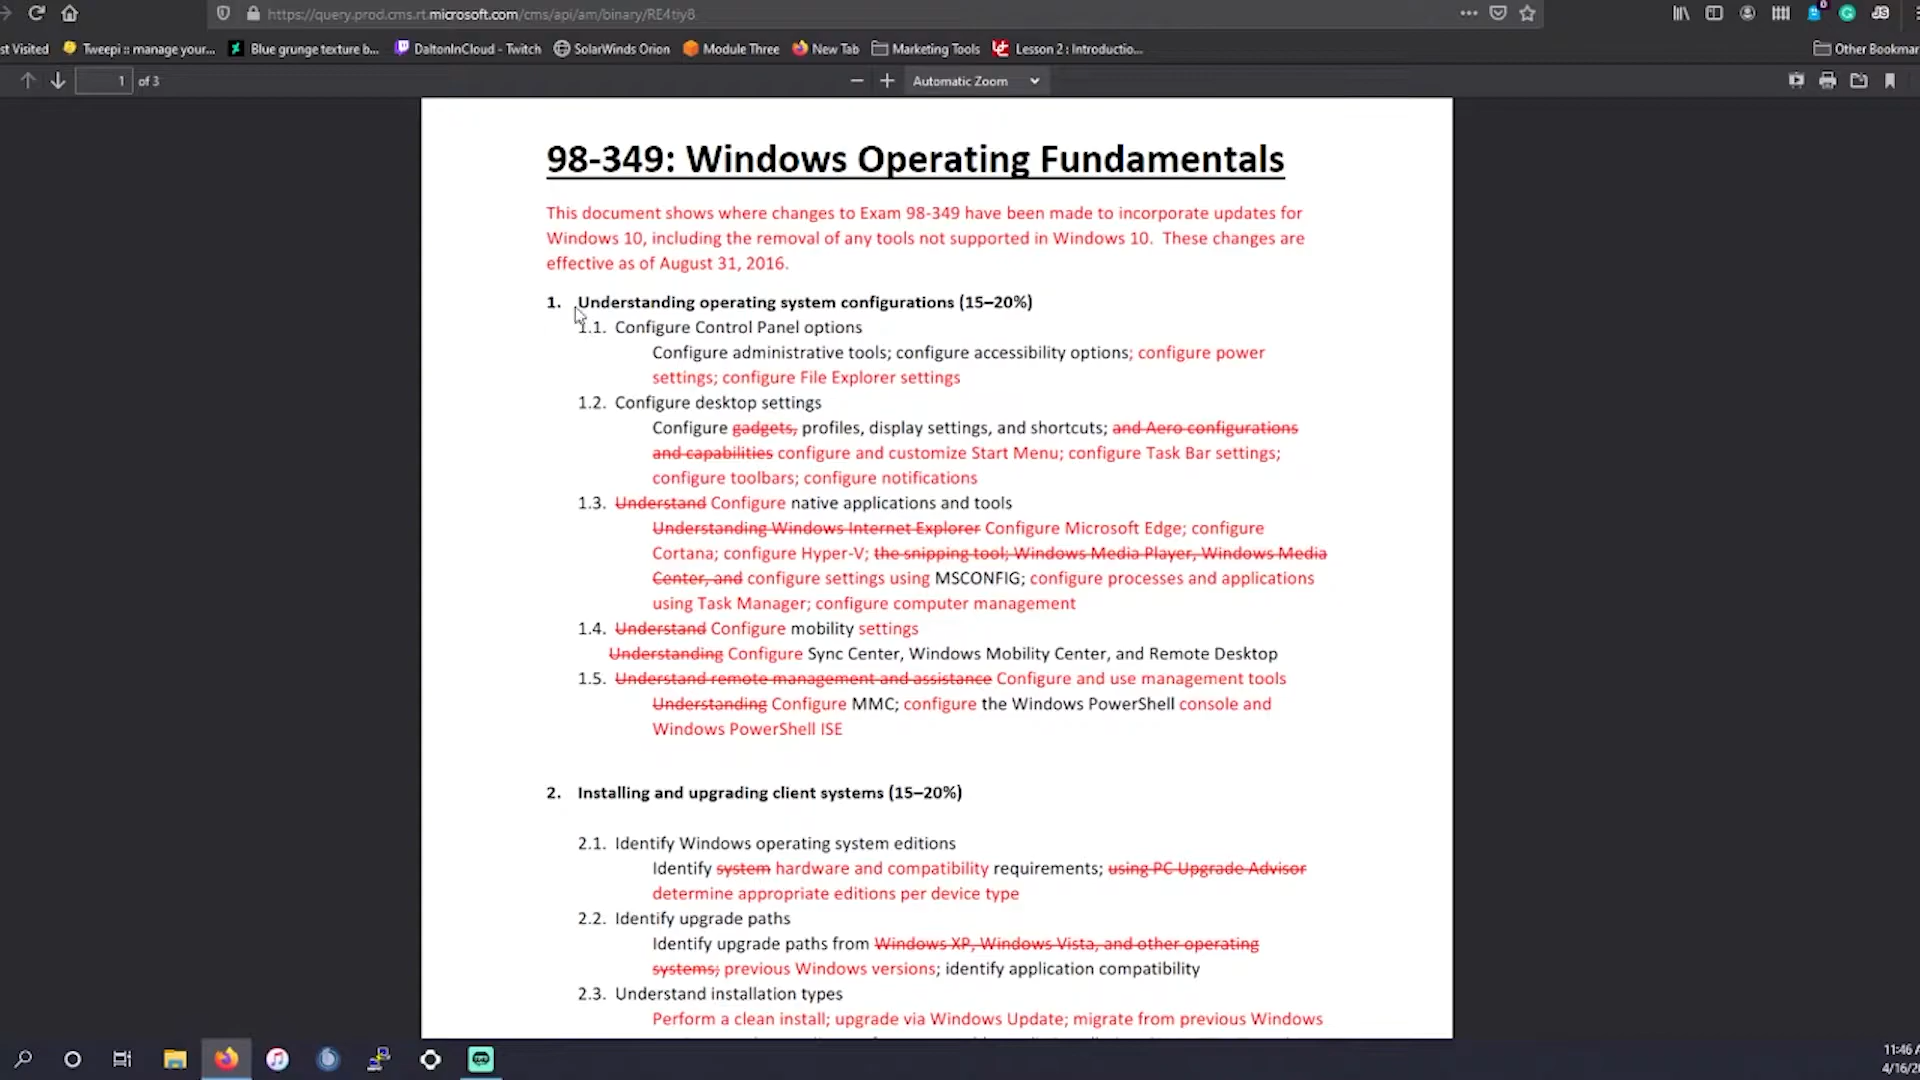 https://query.prod.cms.rt.microsoft.com/cms/api/am/binary/RE4tiy8
st Visited
Tweepi :: manage your...
Blue grunge texture b...
DaltonInCloud - Twitch
SolarWinds Orion
Module Three
New Tab
Marketing Tools
Lesson 2 : Introductio...
Other Bookmar
1 of 3
Automatic Zoom
98-349: Windows Operating Fundamentals
This document shows where changes to Exam 98-349 have been made to incorporate updates for
Windows 10, including the removal of any tools not supported in Windows 10. These changes are
effective as of August 31, 2016.
1. Understanding operating system configurations (15–20%)
1.1. Configure Control Panel options
Configure administrative tools; configure accessibility options; configure power
settings; configure File Explorer settings
1.2. Configure desktop settings
Configure gadgets, profiles, display settings, and shortcuts; and Aero configurations
and capabilities configure and customize Start Menu; configure Task Bar settings;
configure toolbars; configure notifications
1.3. Understand Configure native applications and tools
Understanding Windows Internet Explorer Configure Microsoft Edge; configure
Cortana; configure Hyper-V; the snipping tool; Windows Media Player, Windows Media
Center, and configure settings using MSCONFIG; configure processes and applications
using Task Manager; configure computer management
1.4. Understand Configure mobility settings
Understanding Configure Sync Center, Windows Mobility Center, and Remote Desktop
1.5. Understand remote management and assistance Configure and use management tools
Understanding Configure MMC; configure the Windows PowerShell console and
Windows PowerShell ISE
2. Installing and upgrading client systems (15–20%)
2.1. Identify Windows operating system editions
Identify system hardware and compatibility requirements; using PC Upgrade Advisor
determine appropriate editions per device type
2.2. Identify upgrade paths
Identify upgrade paths from Windows XP, Windows Vista, and other operating
systems; previous Windows versions; identify application compatibility
2.3. Understand installation types
Perform a clean install; upgrade via Windows Update; migrate from previous Windows
11:46 A
4/16/2